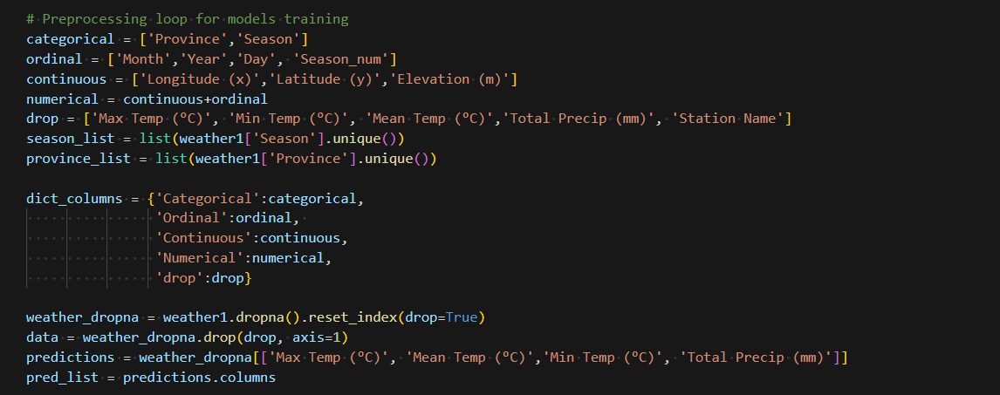 # Preprocessing loop for models training
categorical = ['Province','Season']
ordinal = ['Month','Year','Day', 'Season_num']
continuous = ['Longitude (x)','Latitude (y)','Elevation (m)']
numerical = continuous+ordinal
drop = ['Max Temp (°C)', 'Min Temp (°C)', 'Mean Temp (°C)','Total Precip (mm)', 'Station Name']
season_list = list(weather1['Season'].unique())
province_list = list(weather1['Province'].unique())

dict_columns = {'Categorical':categorical,
                'Ordinal':ordinal, 
                'Continuous':continuous,
                'Numerical':numerical,
                'drop':drop}

weather_dropna = weather1.dropna().reset_index(drop=True)
data = weather_dropna.drop(drop, axis=1)
predictions = weather_dropna[['Max Temp (°C)', 'Mean Temp (°C)','Min Temp (°C)', 'Total Precip (mm)']]
pred_list = predictions.columns